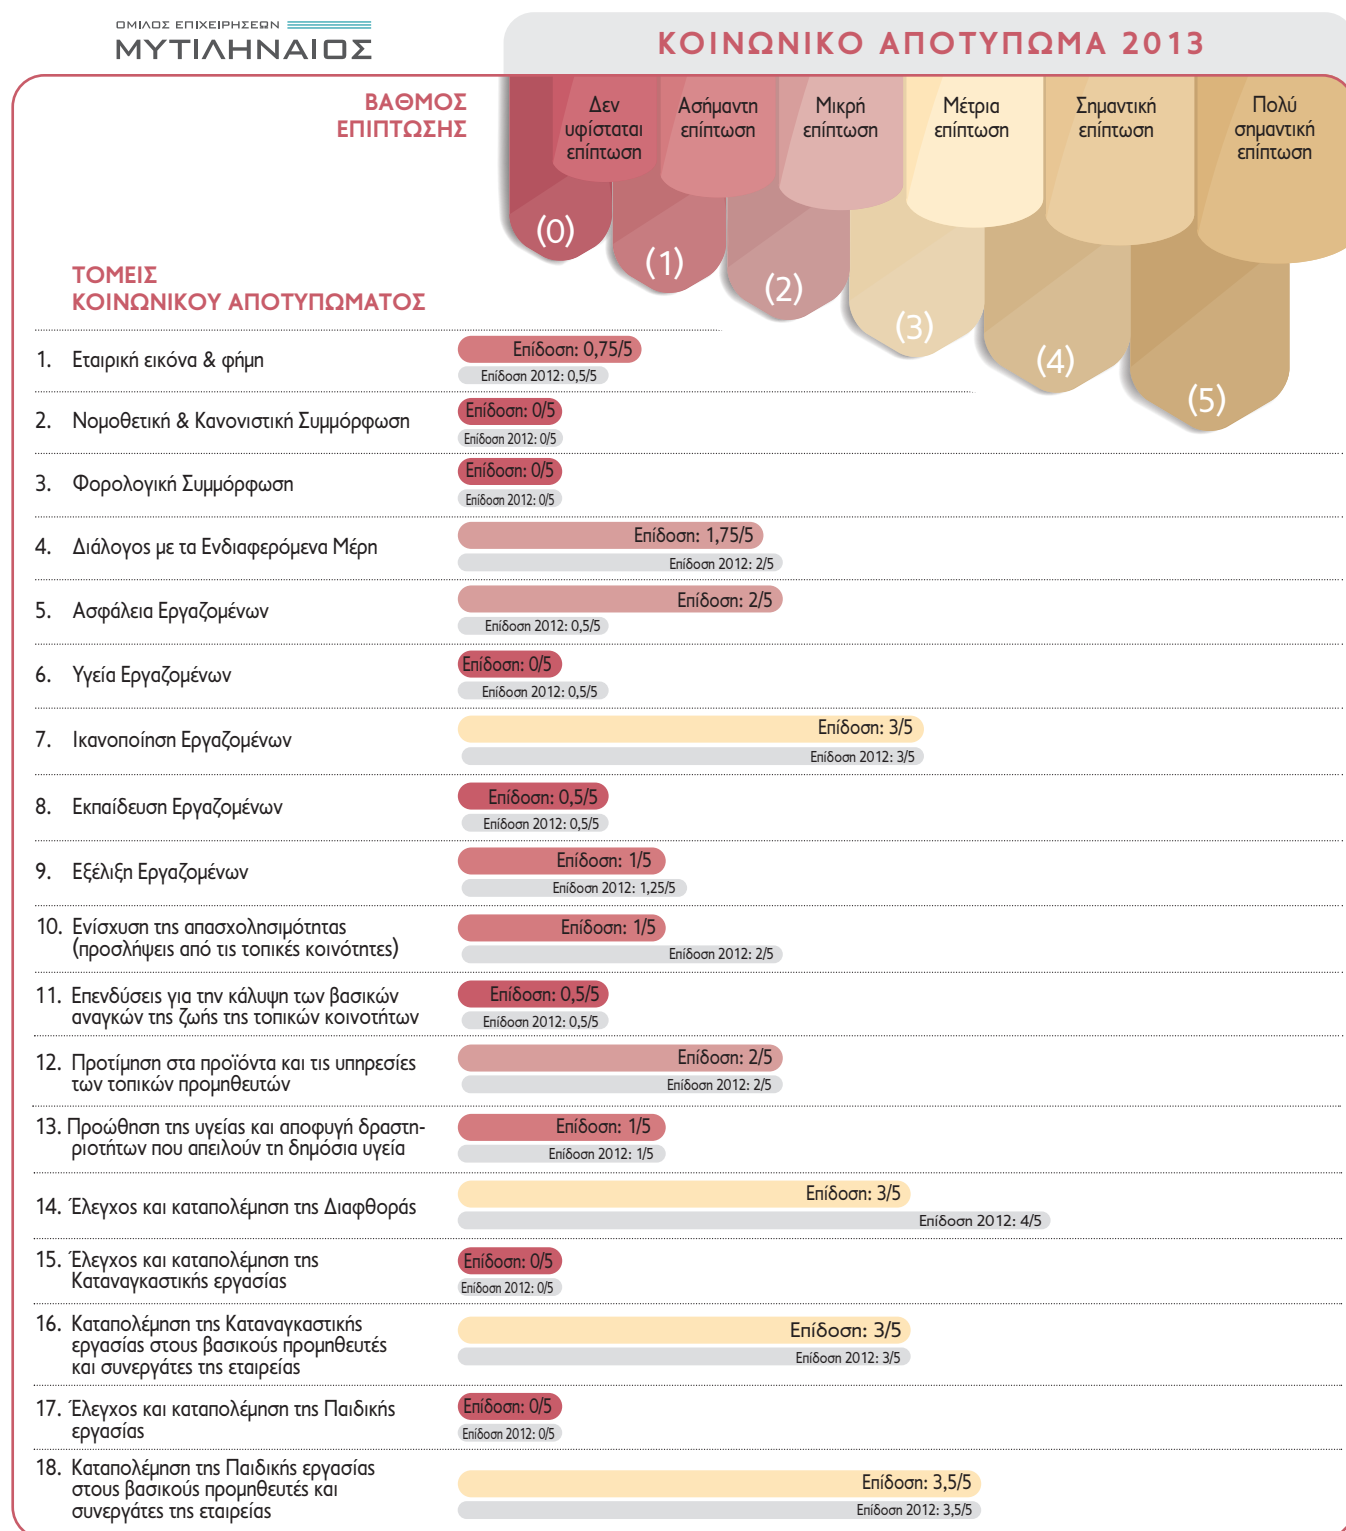 ΟΜΙΛΟΣ ΕΠΙΧΕΙΡΗΣΕΩΝ
ΜΥΤΙΛΗΝΑΙΟΣ
ΚΟΙΝΩΝΙΚΟ ΑΠΟΤΥΠΩΜΑ 2013
ΒΑΘΜΟΣ
ΕΠΙΠΤΩΣΗΣ
Δεν
υφίσταται
επίπτωση
Ασήμαντη
επίπτωση
Μικρή
επίπτωση
Μέτρια
επίπτωση
Σημαντική
επίπτωση
Πολύ
σημαντική
επίπτωση
(0)
(1)
(2)
(3)
(4)
(5)
ΤΟΜΕΙΣ
ΚΟΙΝΩΝΙΚΟΥ ΑΠΟΤΥΠΩΜΑΤΟΣ
1. Εταιρική εικόνα & φήμη
Επίδοση: 0,75/5
Επίδοση 2012: 0,5/5
2. Νομοθετική & Κανονιστική Συμμόρφωση
Επίδοση: 0/5
Επίδοση 2012: 0/5
3. Φορολογική Συμμόρφωση
Επίδοση: 0/5
Επίδοση 2012: 0/5
4. Διάλογος με τα Ενδιαφερόμενα Μέρη
Επίδοση: 1,75/5
Επίδοση 2012: 2/5
5. Ασφάλεια Εργαζομένων
Επίδοση: 2/5
Επίδοση 2012: 0,5/5
6. Υγεία Εργαζομένων
Επίδοση: 0/5
Επίδοση 2012: 0,5/5
7. Ικανοποίηση Εργαζομένων
Επίδοση: 3/5
Επίδοση 2012: 3/5
8. Εκπαίδευση Εργαζομένων
Επίδοση: 0,5/5
Επίδοση 2012: 0,5/5
9. Εξέλιξη Εργαζομένων
Επίδοση: 1/5
Επίδοση 2012: 1,25/5
10. Ενίσχυση της απασχολησιμότητας
(προσλήψεις από τις τοπικές κοινότητες)
Επίδοση: 1/5
Επίδοση 2012: 2/5
11. Επενδύσεις για την κάλυψη των βασικών
αναγκών της ζωής της τοπικών κοινοτήτων
Επίδοση: 0,5/5
Επίδοση 2012: 0,5/5
12. Προτίμηση στα προϊόντα και τις υπηρεσίες
των τοπικών προμηθευτών
Επίδοση: 2/5
Επίδοση 2012: 2/5
13. Προώθηση της υγείας και αποφυγή δραστη-
ριοτήτων που απειλούν τη δημόσια υγεία
Επίδοση: 1/5
Επίδοση 2012: 1/5
14. Έλεγχος και καταπολέμηση της Διαφθοράς
Επίδοση: 3/5
Επίδοση 2012: 4/5
15. Έλεγχος και καταπολέμηση της
Καταναγκαστικής εργασίας
Επίδοση: 0/5
Επίδοση 2012: 0/5
16. Καταπολέμηση της Καταναγκαστικής
εργασίας στους βασικούς προμηθευτές
και συνεργάτες της εταιρείας
Επίδοση: 3/5
Επίδοση 2012: 3/5
17. Έλεγχος και καταπολέμηση της Παιδικής
εργασίας
Επίδοση: 0/5
Επίδοση 2012: 0/5
18. Καταπολέμηση της Παιδικής εργασίας
στους βασικούς προμηθευτές και
συνεργάτες της εταιρείας
Επίδοση: 3,5/5
Επίδοση 2012: 3,5/5